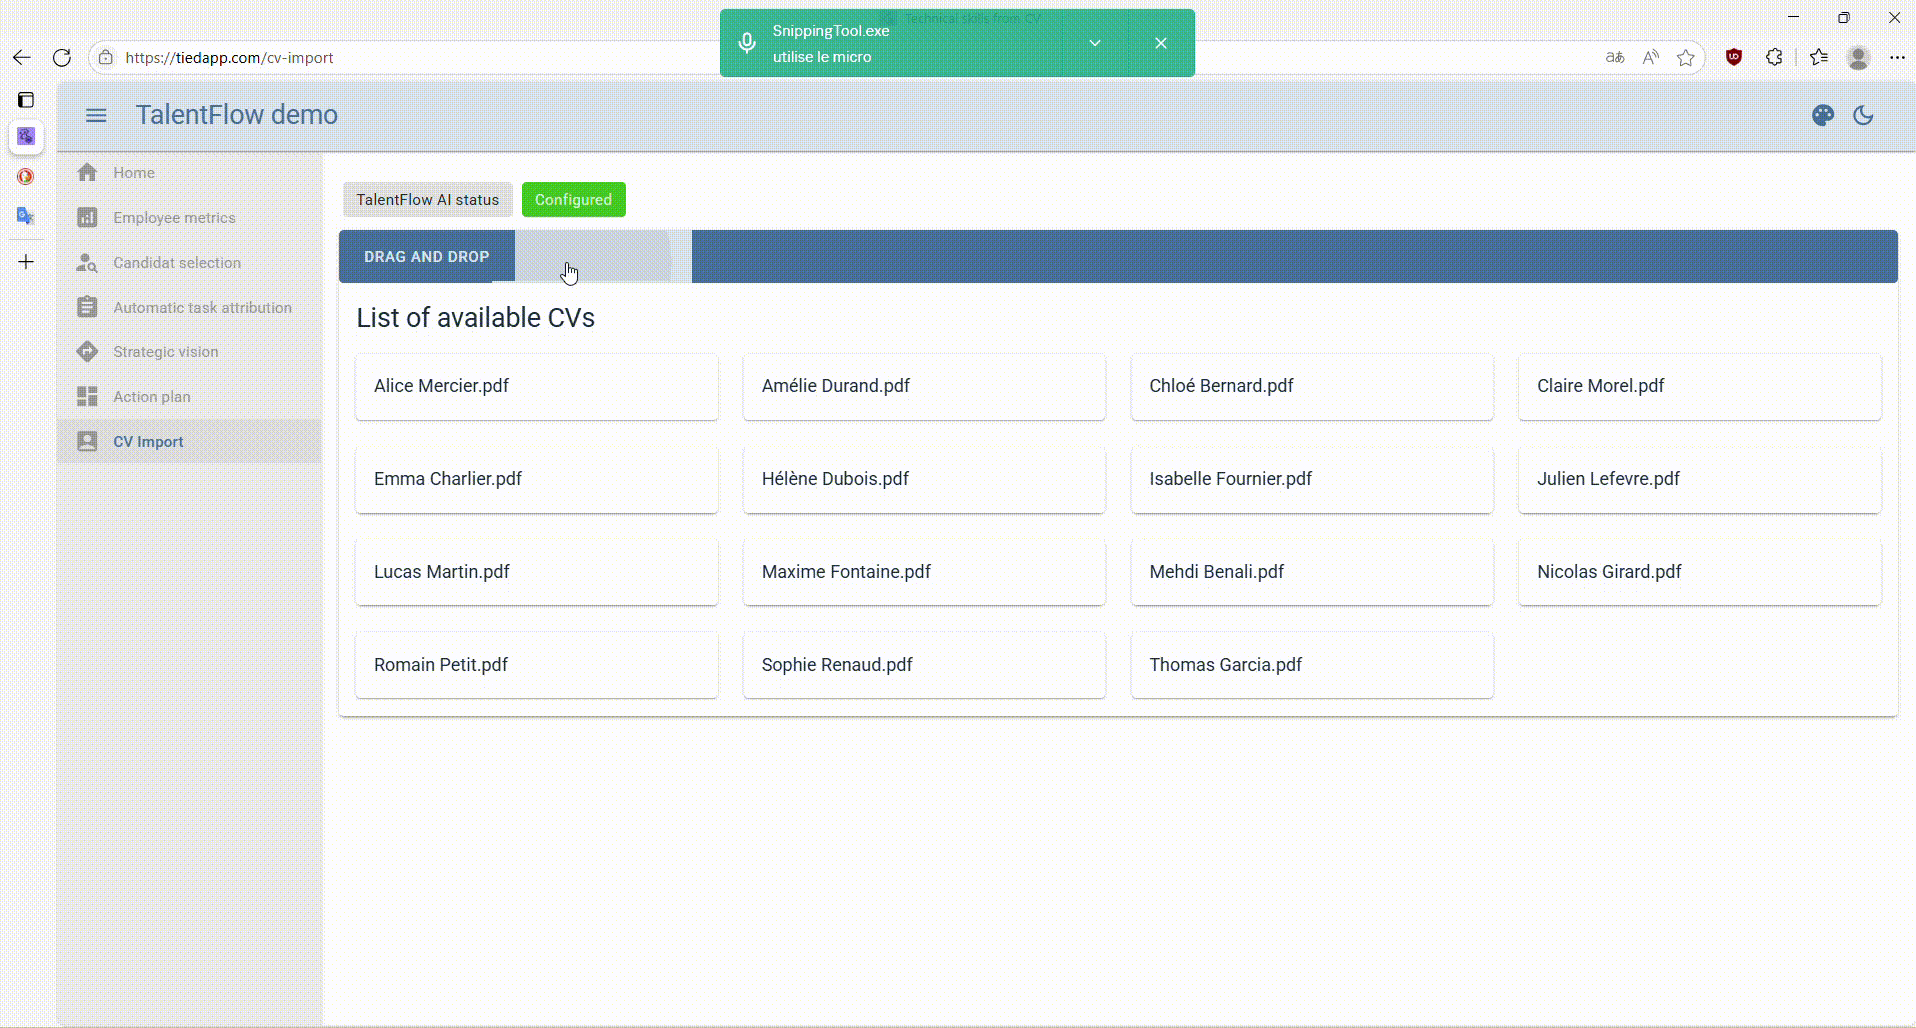 Technical skills from CV
SnippingTool.exe
utilise le micro
https://tiedapp.com/cv-import
TalentFlow demo
Home
Employee metrics
Candidat selection
Automatic task attribution
Strategic vision
Action plan
CV Import
TalentFlow AI status
Configured
DRAG AND DROP
List of available CVs
Alice Mercier.pdf
Amélie Durand.pdf
Chloé Bernard.pdf
Claire Morel.pdf
Emma Charlier.pdf
Hélène Dubois.pdf
Isabelle Fournier.pdf
Julien Lefevre.pdf
Lucas Martin.pdf
Maxime Fontaine.pdf
Mehdi Benali.pdf
Nicolas Girard.pdf
Romain Petit.pdf
Sophie Renaud.pdf
Thomas Garcia.pdf